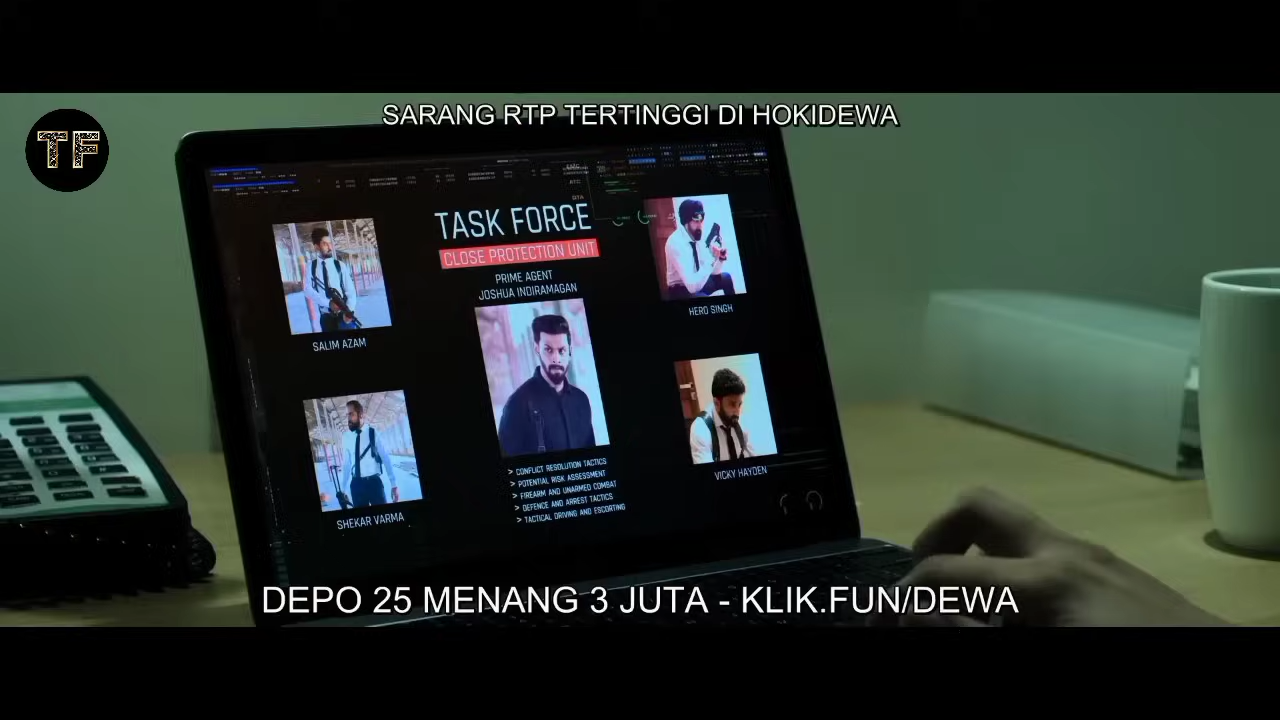 SARANG RTP TERTINGGI DI HOKIDEWA
TF
TASK FORCE
CLOSE PROTECTION UNIT
PRIME AGENT
JOSHUA INDIRAMAGAN
SALIM AZAM
HERO SINGH
SHEKAR VARMA
VICKY HAYDEN
> CONFLICT RESOLUTION TACTICS
> POTENTIAL RISK ASSESSMENT
> FIREARM AND UNARMED COMBAT
> DEFENCE AND ARREST TACTICS
> TACTICAL DRIVING AND ESCORTING
DEPO 25 MENANG 3 JUTA - KLIK.FUN/DEWA